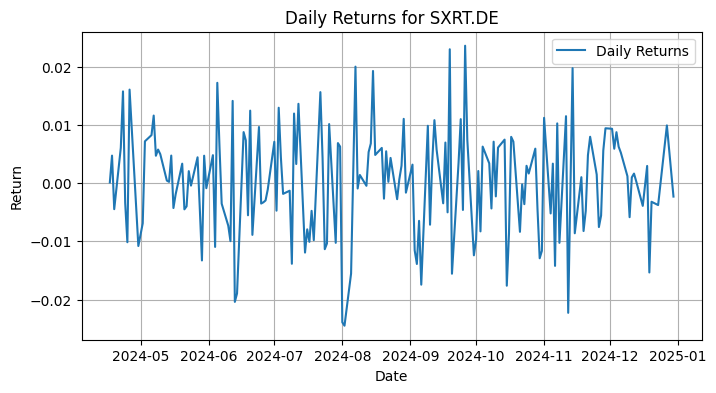 Daily Returns for SXRT.DE
Daily Returns
0.02
0.01
0.00
−0.01
−0.02
Return
2024-05 2024-06 2024-07 2024-08 2024-09 2024-10 2024-11 2024-12 2025-01
Date